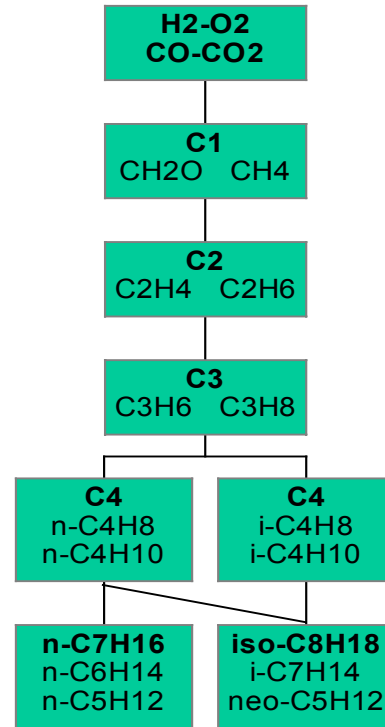 H2-O2
CO-CO2
C1
CH2O CH4
C2
C2H4 C2H6
C3
C3H6 C3H8
C4
n-C4H8
n-C4H10
C4
i-C4H8
i-C4H10
n-C7H16
n-C6H14
n-C5H12
iso-C8H18
i-C7H14
neo-C5H12